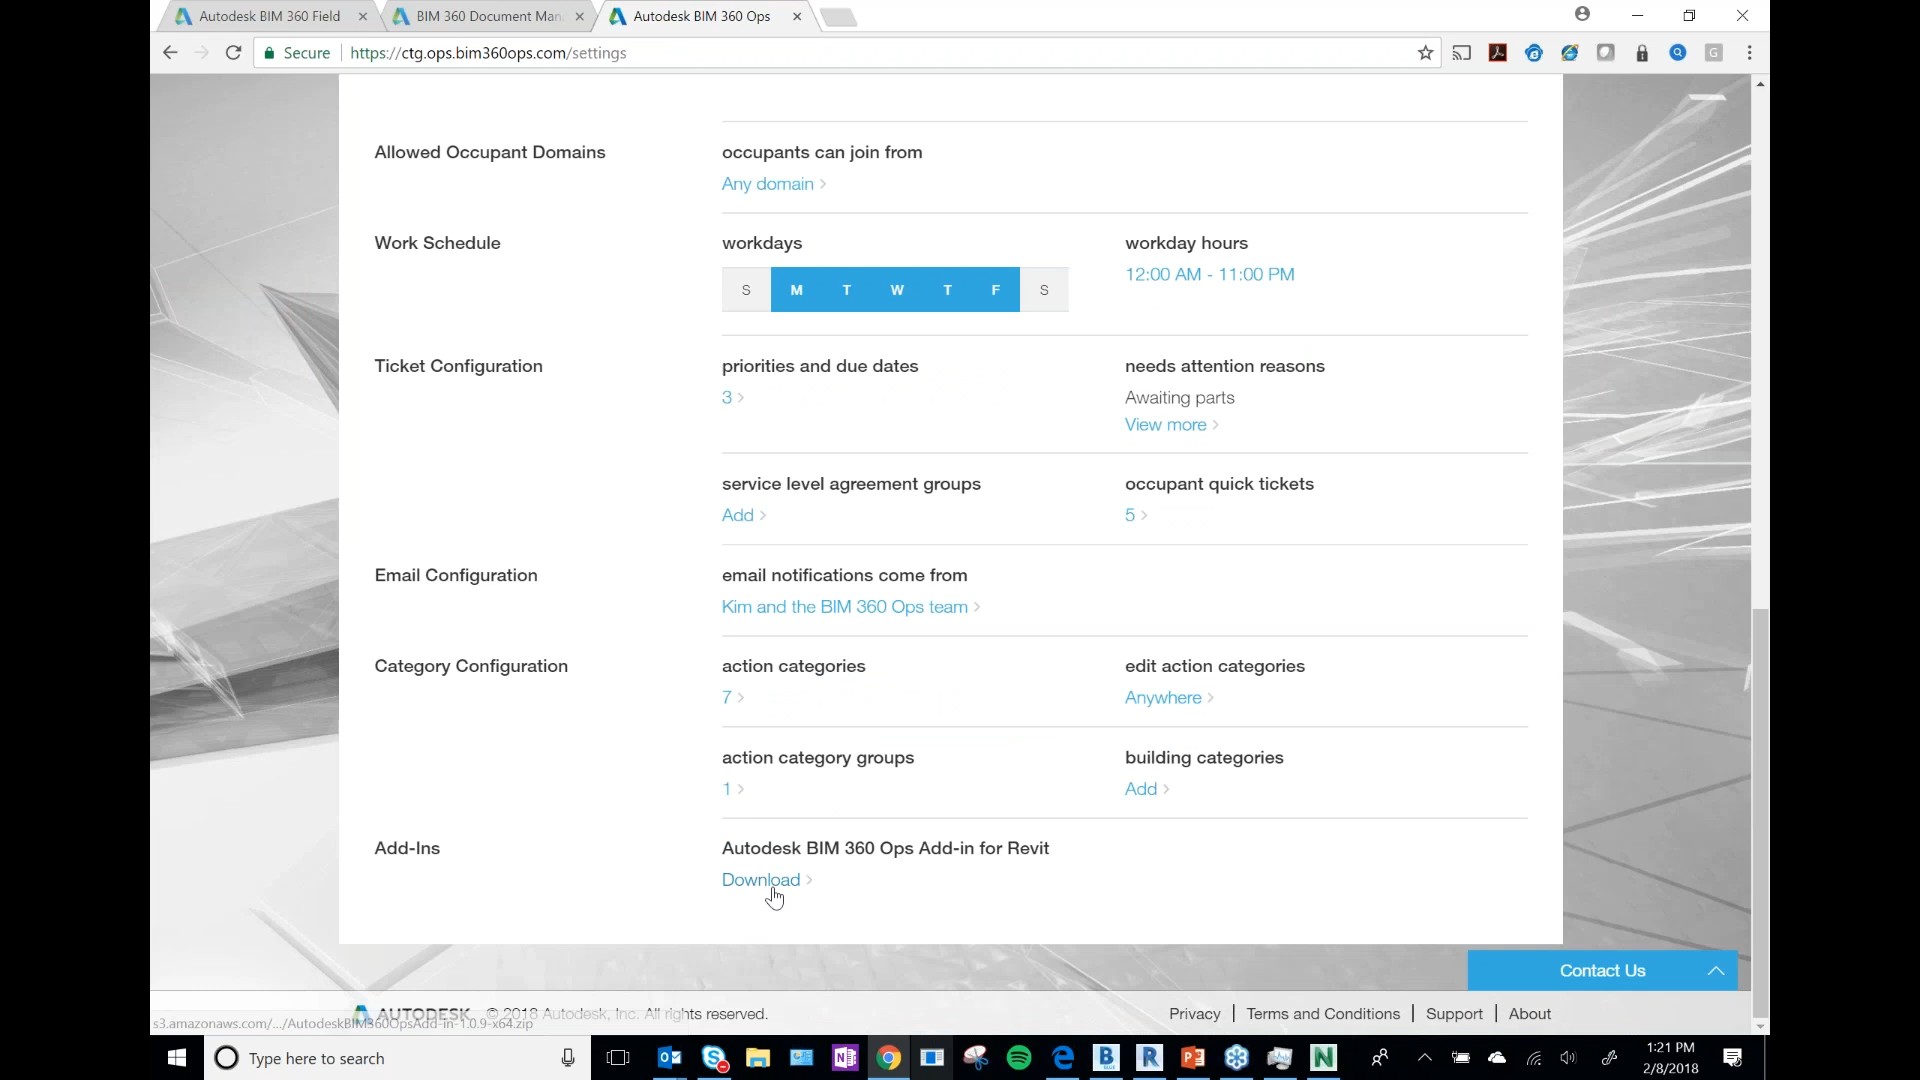 Autodesk BIM 360 Field
BIM 360 Document Man
Autodesk BIM 360 Ops
Secure
https://ctg.ops.bim360ops.com/settings
Allowed Occupant Domains
occupants can join from
Any domain >
Work Schedule
workdays
workday hours
12:00 AM - 11:00 PM
S M T W T F S
Ticket Configuration
priorities and due dates
needs attention reasons
3 >
Awaiting parts
View more >
service level agreement groups
occupant quick tickets
Add >
5 >
Email Configuration
email notifications come from
Kim and the BIM 360 Ops team >
Category Configuration
action categories
edit action categories
7 >
Anywhere >
action category groups
building categories
1 >
Add >
Add-Ins
Autodesk BIM 360 Ops Add-in for Revit
Download >
Contact Us
AUTODESK © 2018 Autodesk, Inc. All rights reserved.
Privacy | Terms and Conditions | Support | About
s3.amazonaws.com/.../AutodeskBIM360OpsAdd-in-1.0.9-x64.zip
Type here to search
1:21 PM
2/8/2018